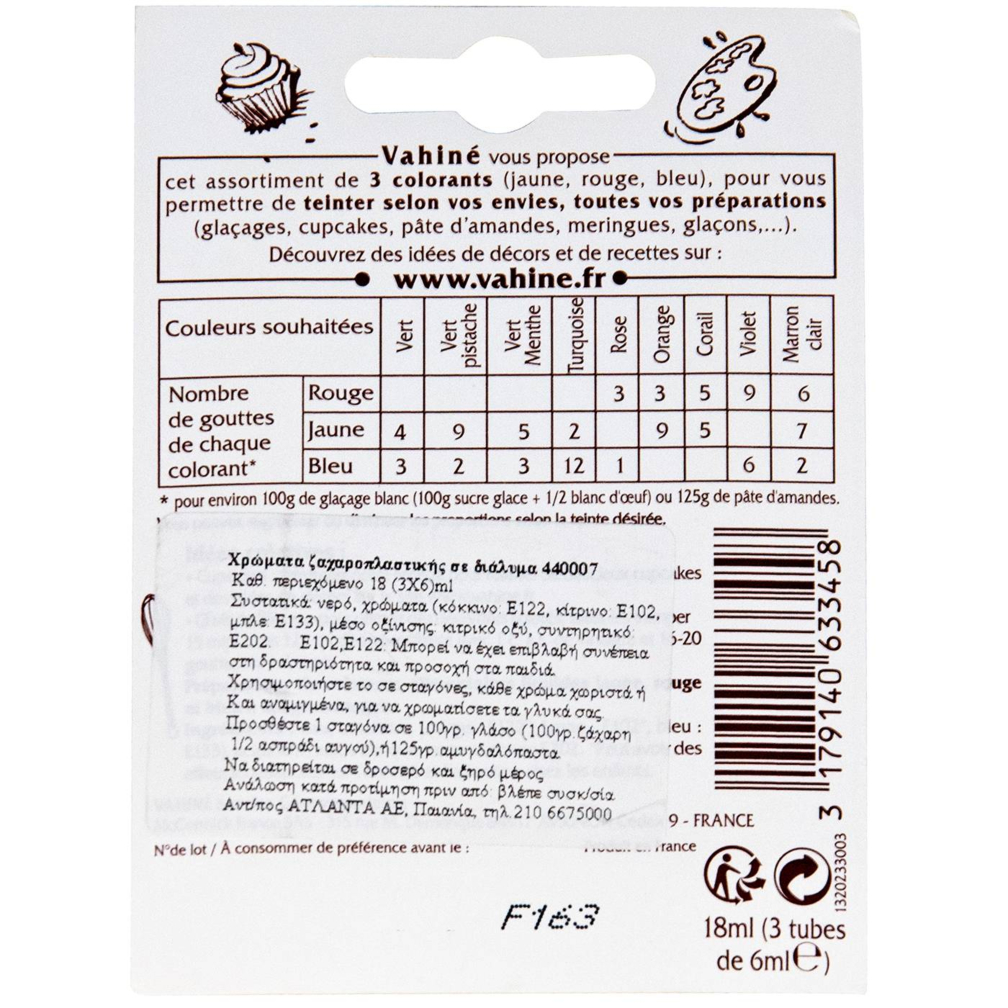 Vahiné vous propose
cet assortiment de 3 colorants (jaune, rouge, bleu), pour vous
permettre de teinter selon vos envies, toutes vos préparations
(glaçages, cupcakes, pâte d'amandes, meringues, glaçons,...).
Découvrez des idées de décors et de recettes sur :
www.vahine.fr
Couleurs souhaitées Vert Vert pistache Vert Menthe Turquoise Rose Orange Corail Violet Marron clair
Nombre de gouttes de chaque colorant*
Rouge 3 3 5 9 6
Jaune 4 9 5 2 9 5 7
Bleu 3 2 3 12 1 6 2
* pour environ 100g de glaçage blanc (100g sucre glace + 1/2 blanc d'œuf) ou 125g de pâte d'amandes.
proportions selon la teinte désirée.
Χρώματα ζαχαροπλαστικής σε διάλυμα 440007
Καθ. περιεχόμενο 18 (3X6)ml
Συστατικά: νερό, χρώματα (κόκκινο: E122, κίτρινο: E102,
μπλε: E133), μέσο οξίνισης: κιτρικό οξύ, συντηρητικό:
E202. E102,E122: Μπορεί να έχει επιβλαβή συνέπεια
στη δραστηριότητα και προσοχή στα παιδιά.
Χρησιμοποιήστε το σε σταγόνες, κάθε χρώμα χωριστά ή
Και αναμιγμένα, για να χρωματίσετε τα γλυκά σας
Προσθέστε 1 σταγόνα σε 100γρ. γλάσο (100γρ. ζάχαρη
1/2 ασπράδι αυγού),ή 125γρ. αμυγδαλόπαστα
Να διατηρείται σε δροσερό και ξηρό μέρος
Ανάλωση κατά προτίμηση πριν από: βλέπε συσκ/σία
Αντ/πος ΑΤΛΑΝΤΑ ΑΕ, Παιανία, τηλ.210 6675000
6-20
uge
eu :
des
9 - FRANCE
N°de lot / À consommer de préférence avant le :
Produit en France
F163
3 179140 633458
1320233003
18ml (3 tubes
de 6ml℮)